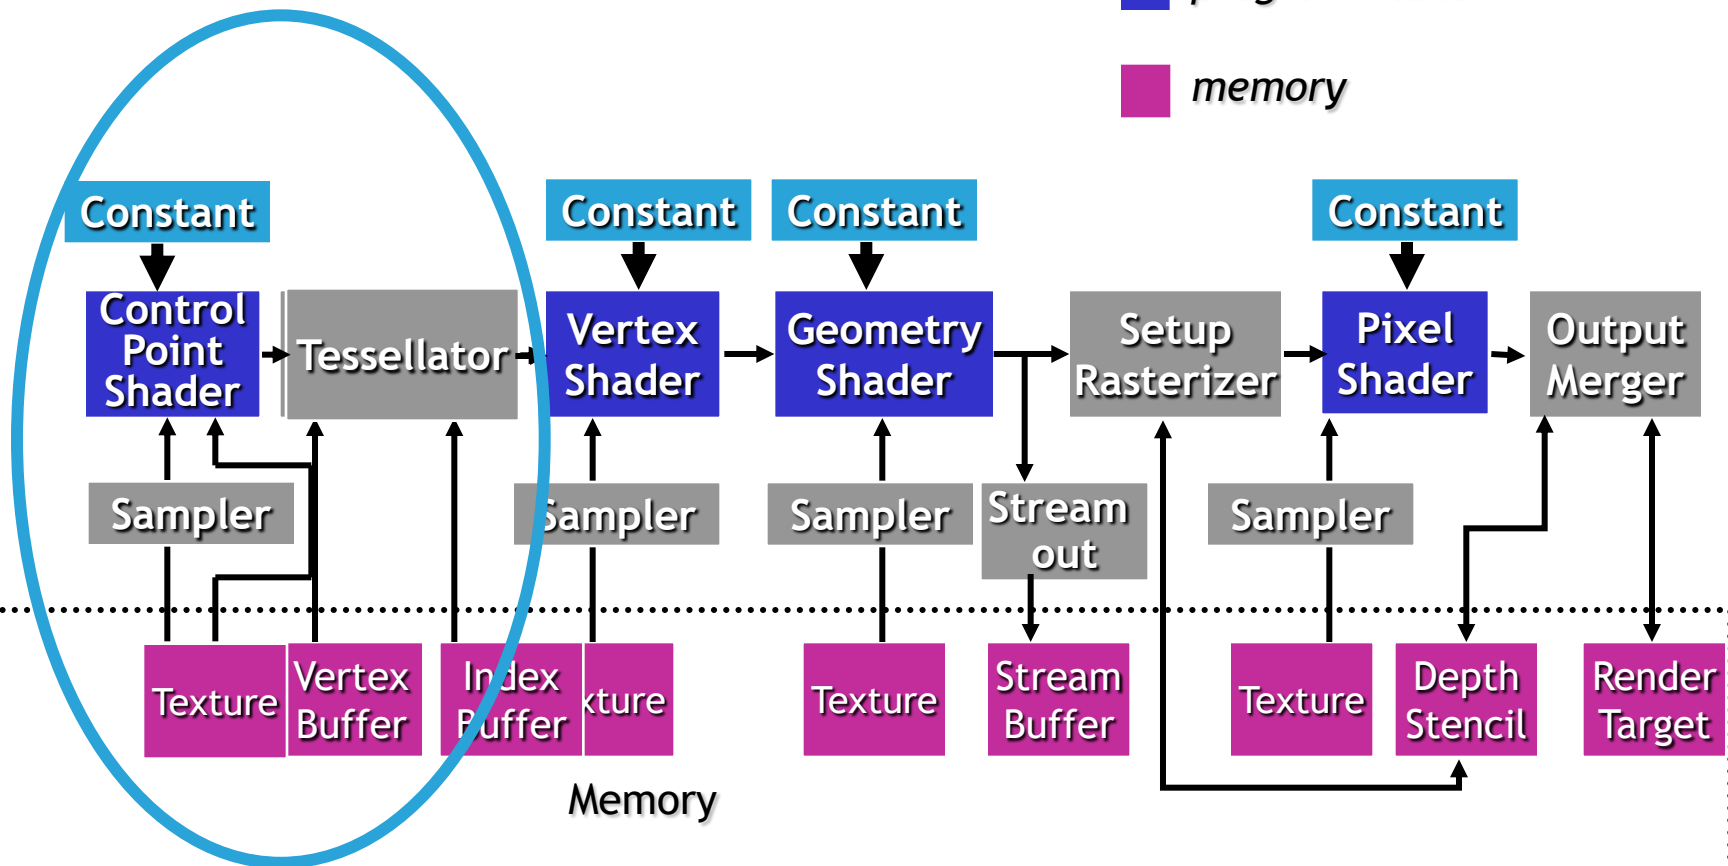 memory
Constant
Constant
Constant
Constant
Control
Point
Shader
Tessellator
Vertex
Shader
Geometry
Shader
Setup
Rasterizer
Pixel
Shader
Output
Merger
Sampler
Sampler
Sampler
Stream
out
Sampler
Texture
Vertex
Buffer
Index
Buffer
xture
Texture
Stream
Buffer
Texture
Depth
Stencil
Render
Target
Memory